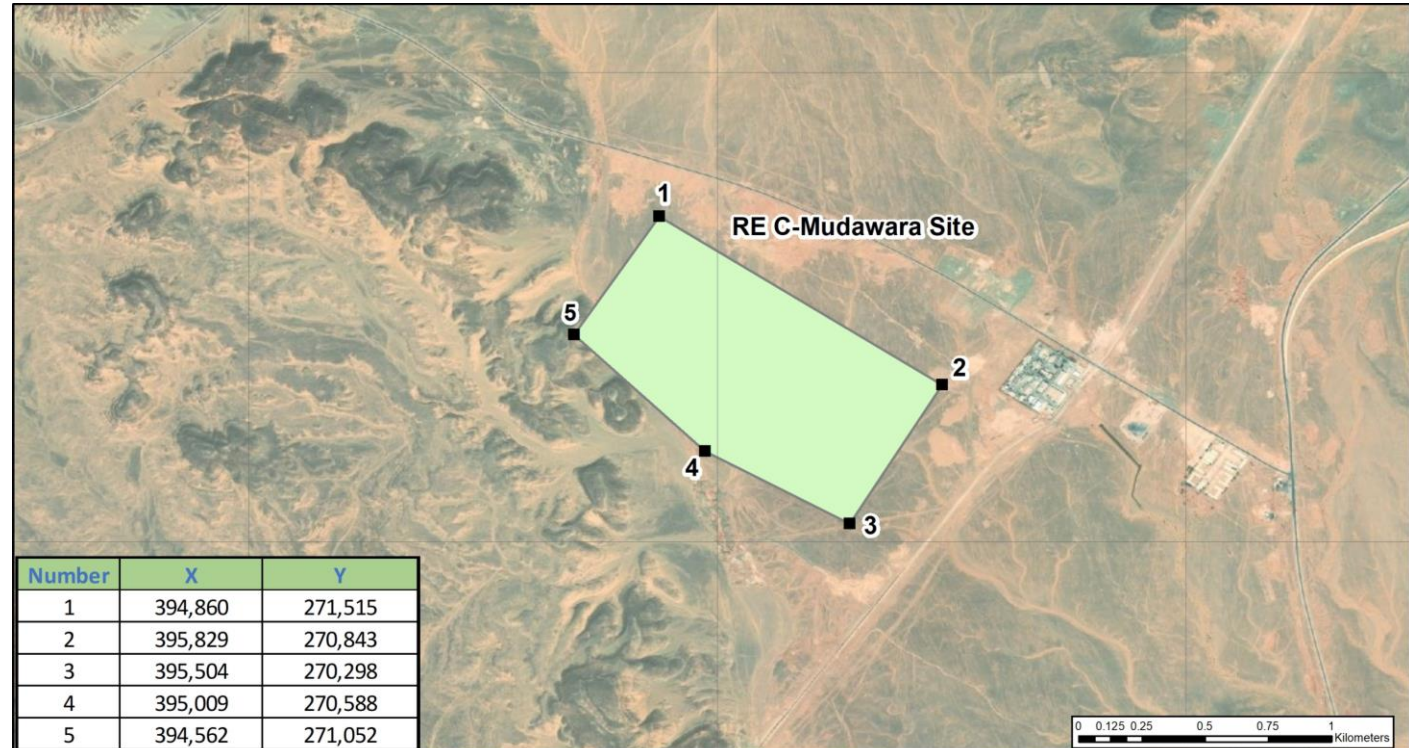 1
RE C-Mudawara Site
5
2
4
3
Number X Y
1 394,860 271,515
2 395,829 270,843
3 395,504 270,298
4 395,009 270,588
5 394,562 271,052
0 0.125 0.25 0.5 0.75 1
Kilometers